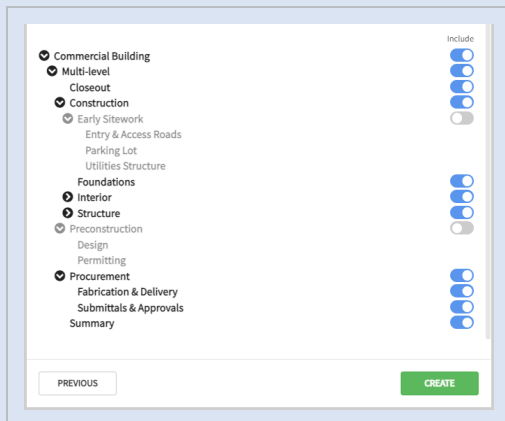 Include
Commercial Building
Multi-level
Closeout
Construction
Early Sitework
Entry & Access Roads
Parking Lot
Utilities Structure
Foundations
Interior
Structure
Preconstruction
Design
Permitting
Procurement
Fabrication & Delivery
Submittals & Approvals
Summary
PREVIOUS
CREATE